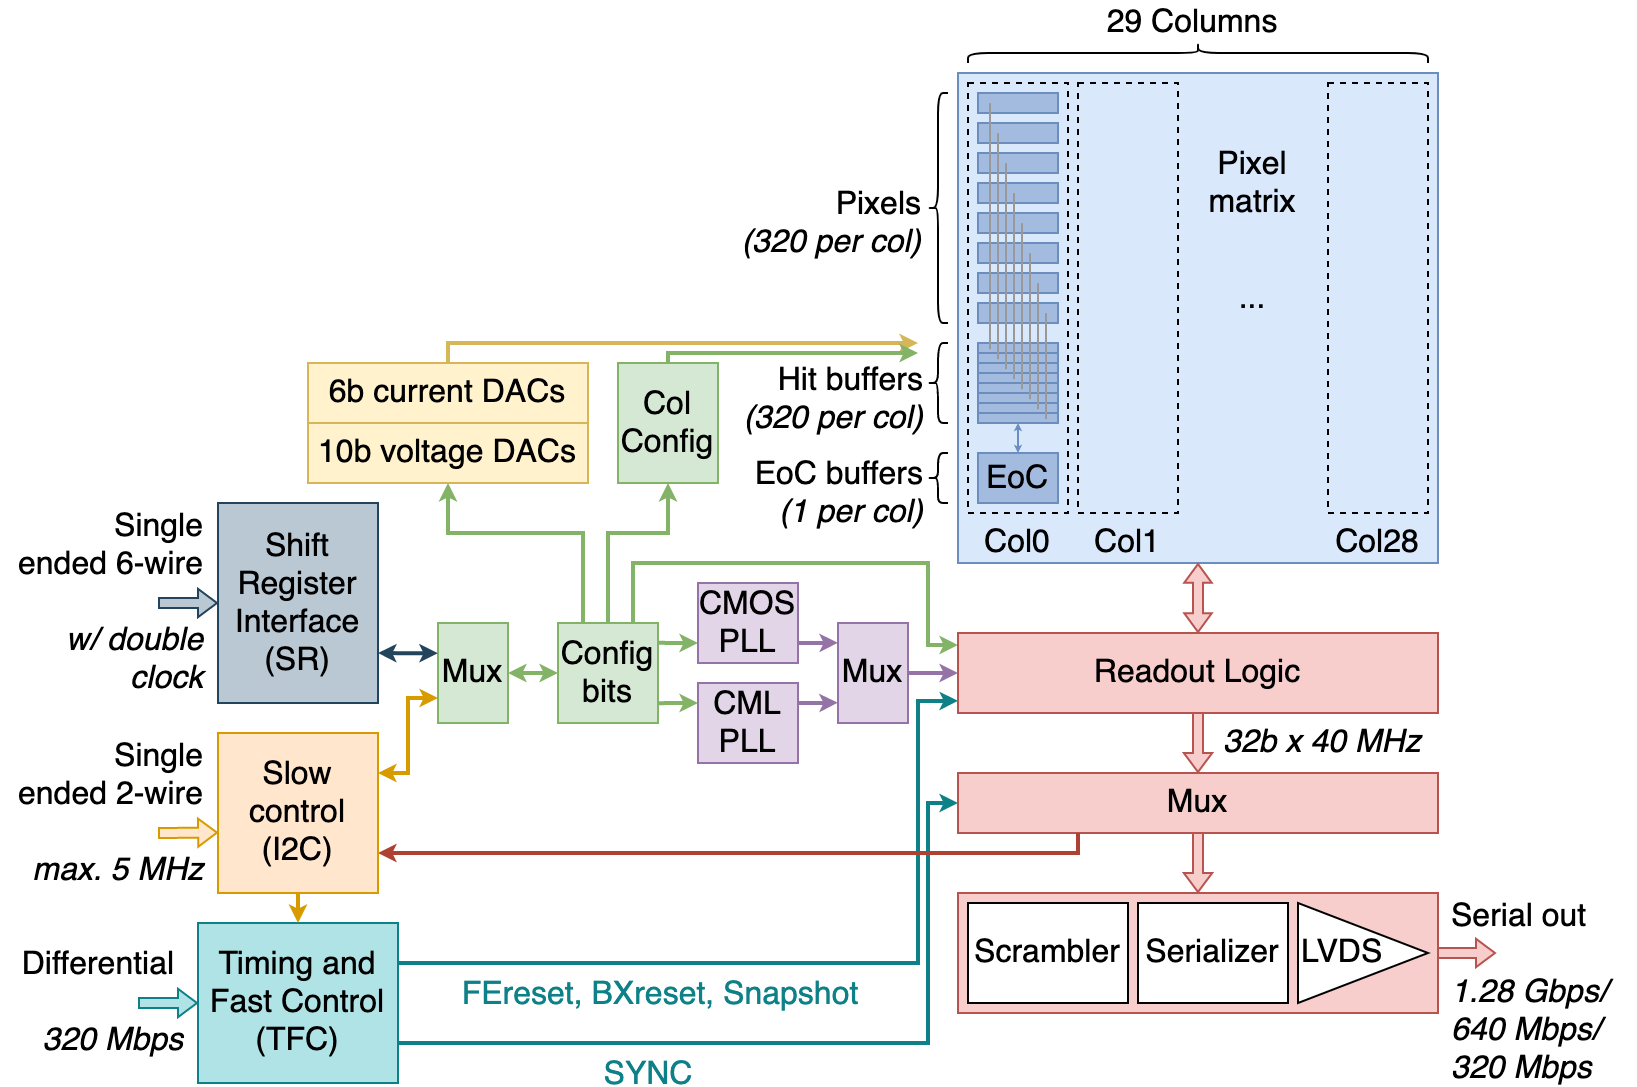 29 Columns
Pixels
(320 per col)
Pixel
matrix
...
Hit buffers
(320 per col)
EoC buffers
(1 per col)
EoC
Col0
Col1
Col28
6b current DACs
10b voltage DACs
Col
Config
Single
ended 6-wire
w/ double
clock
Shift
Register
Interface
(SR)
Mux
Config
bits
CMOS
PLL
CML
PLL
Mux
Readout Logic
32b x 40 MHz
Mux
Single
ended 2-wire
max. 5 MHz
Slow
control
(I2C)
Differential
320 Mbps
Timing and
Fast Control
(TFC)
FEreset, BXreset, Snapshot
SYNC
Scrambler
Serializer
LVDS
Serial out
1.28 Gbps/
640 Mbps/
320 Mbps